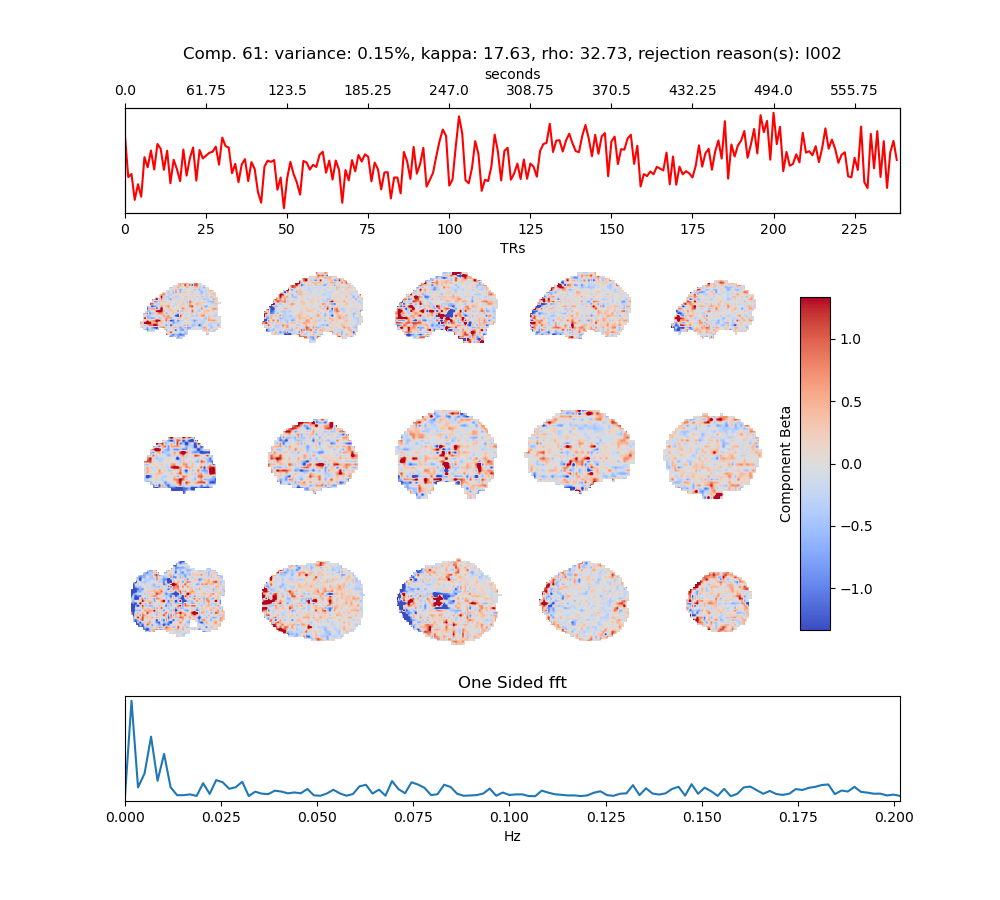 Comp. 61: variance: 0.15%, kappa: 17.63, rho: 32.73, rejection reason(s): I002
seconds
0.0 61.75 123.5 185.25 247.0 308.75 370.5 432.25 494.0 555.75
0 25 50 75 100 125 150 175 200 225
TRs
1.0
0.5
0.0
−0.5
−1.0
Component Beta
One Sided fft
0.000 0.025 0.050 0.075 0.100 0.125 0.150 0.175 0.200
Hz